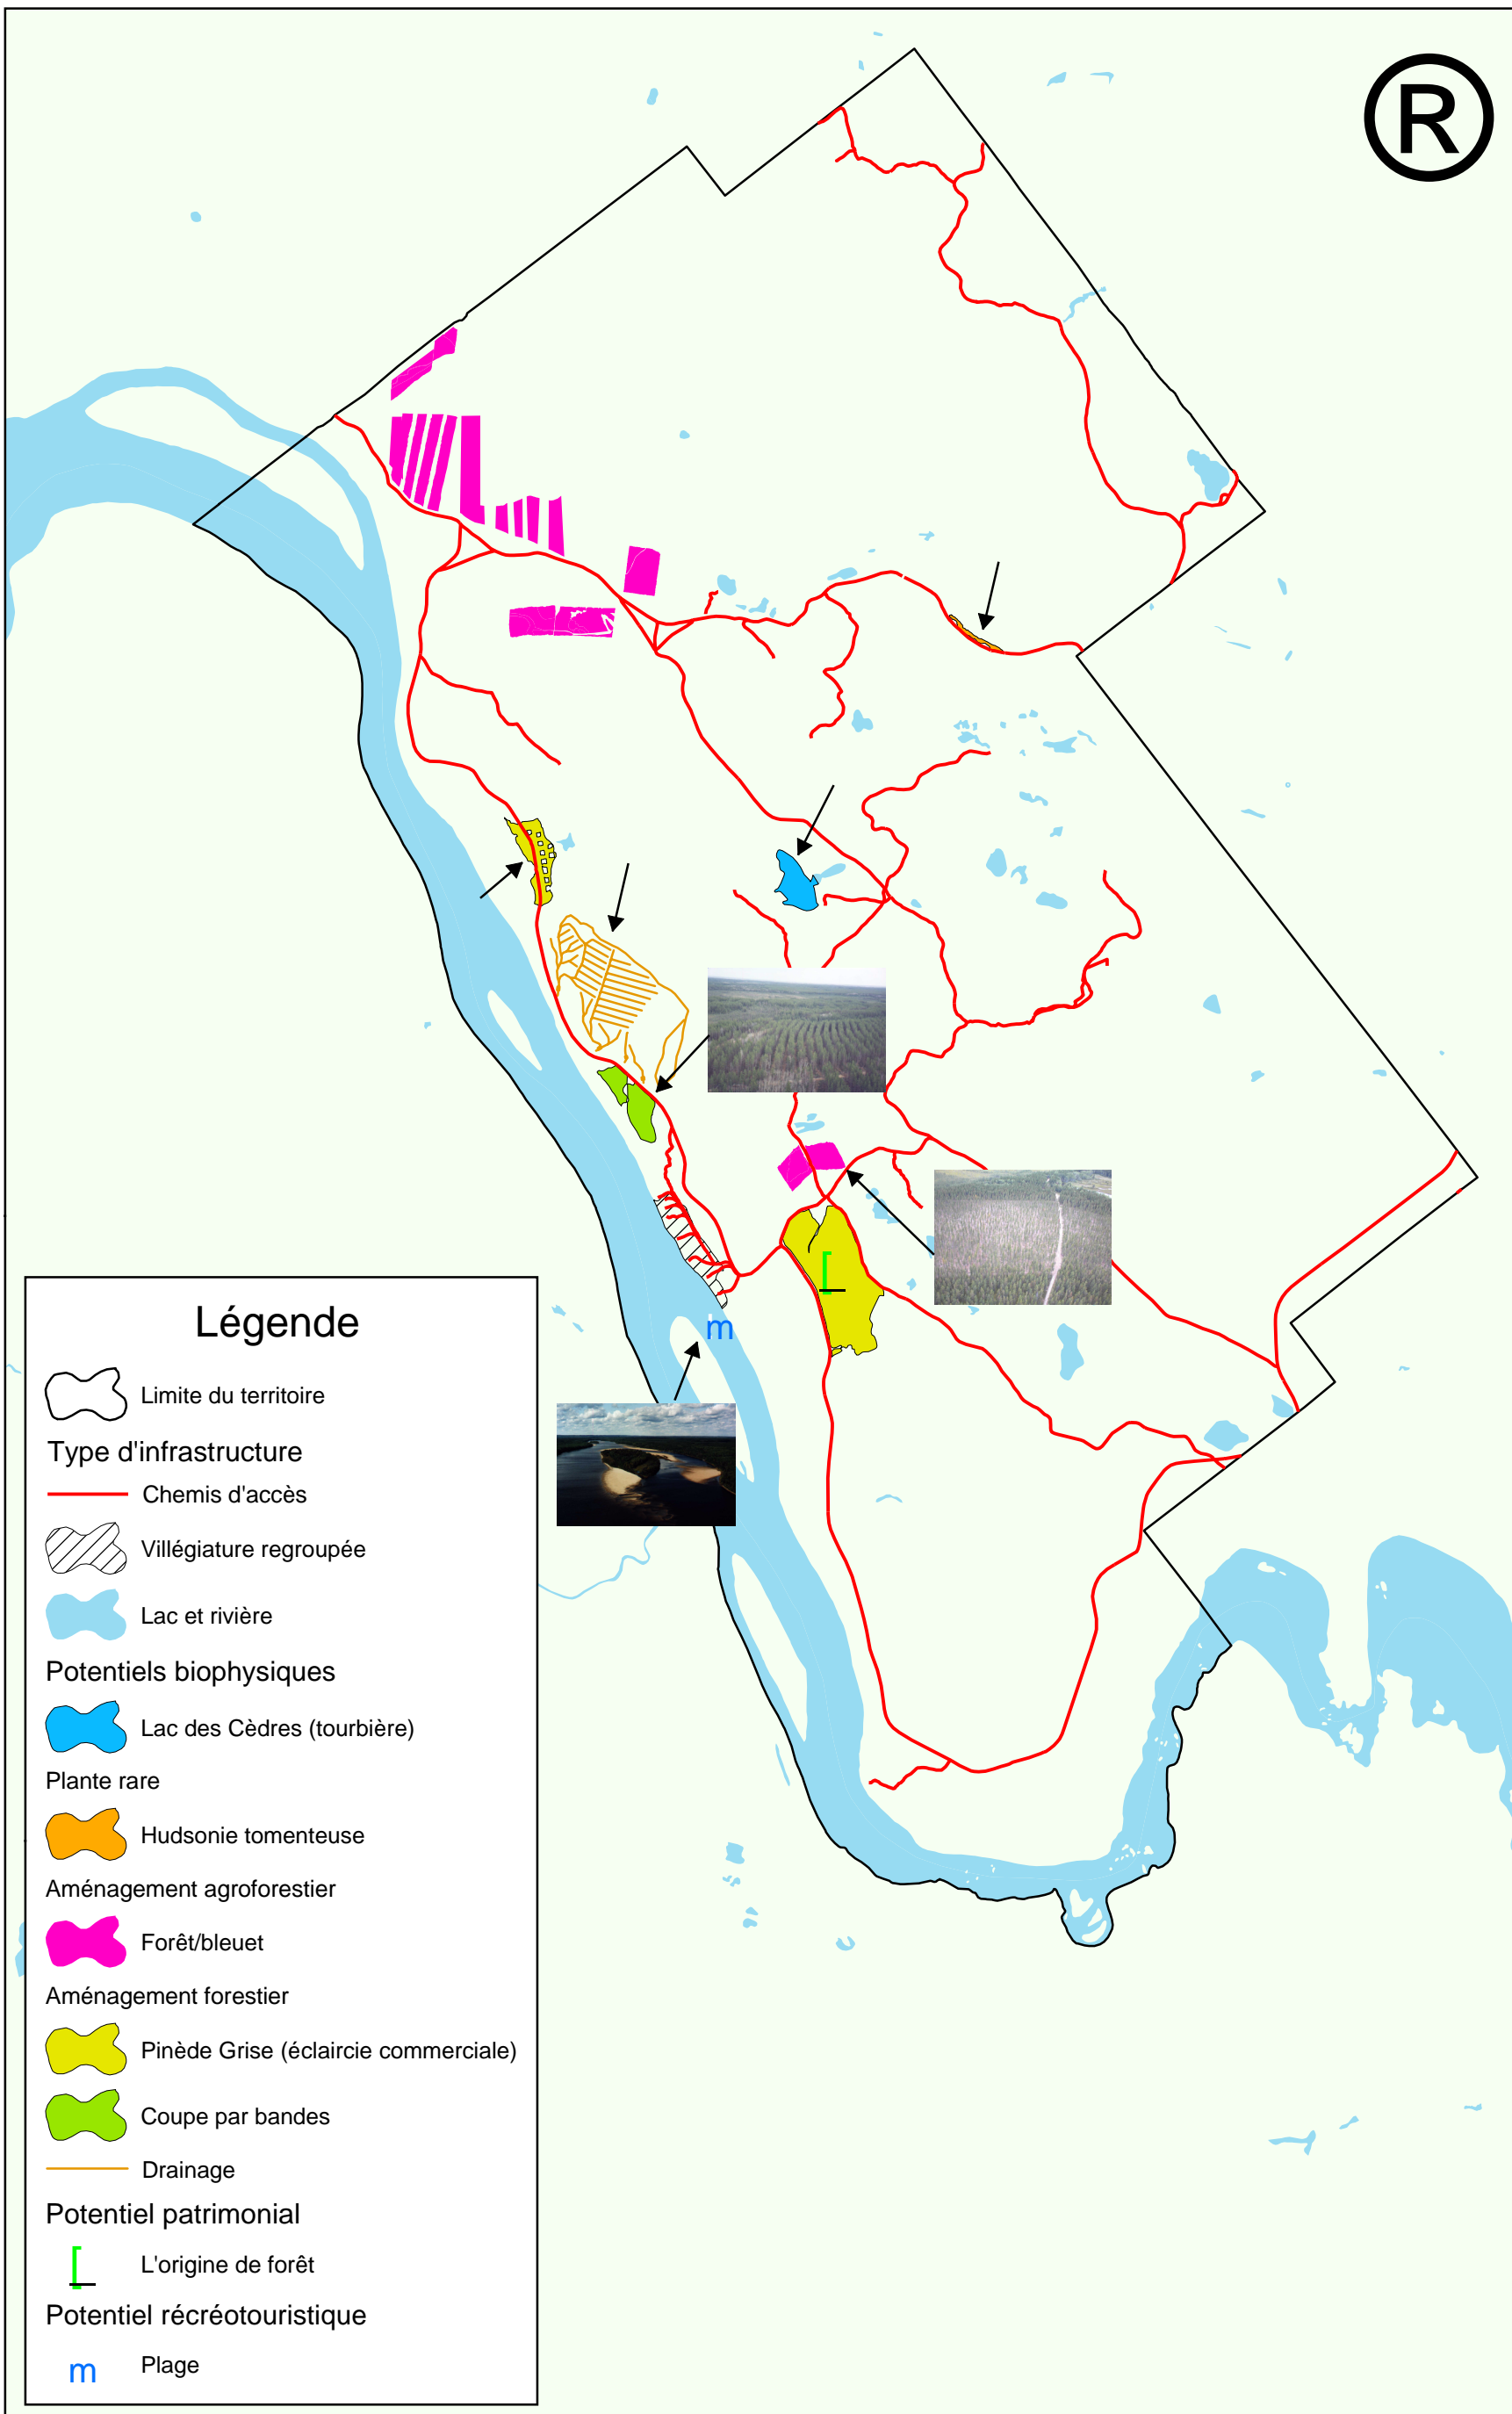 ®
m
Légende
Limite du territoire
Type d'infrastructure
Chemis d'accès
Villégiature regroupée
Lac et rivière
Potentiels biophysiques
Lac des Cèdres (tourbière)
Plante rare
Hudsonie tomenteuse
Aménagement agroforestier
Forêt/bleuet
Aménagement forestier
Pinède Grise (éclaircie commerciale)
Coupe par bandes
Drainage
Potentiel patrimonial
L'origine de forêt
Potentiel récréotouristique
m Plage